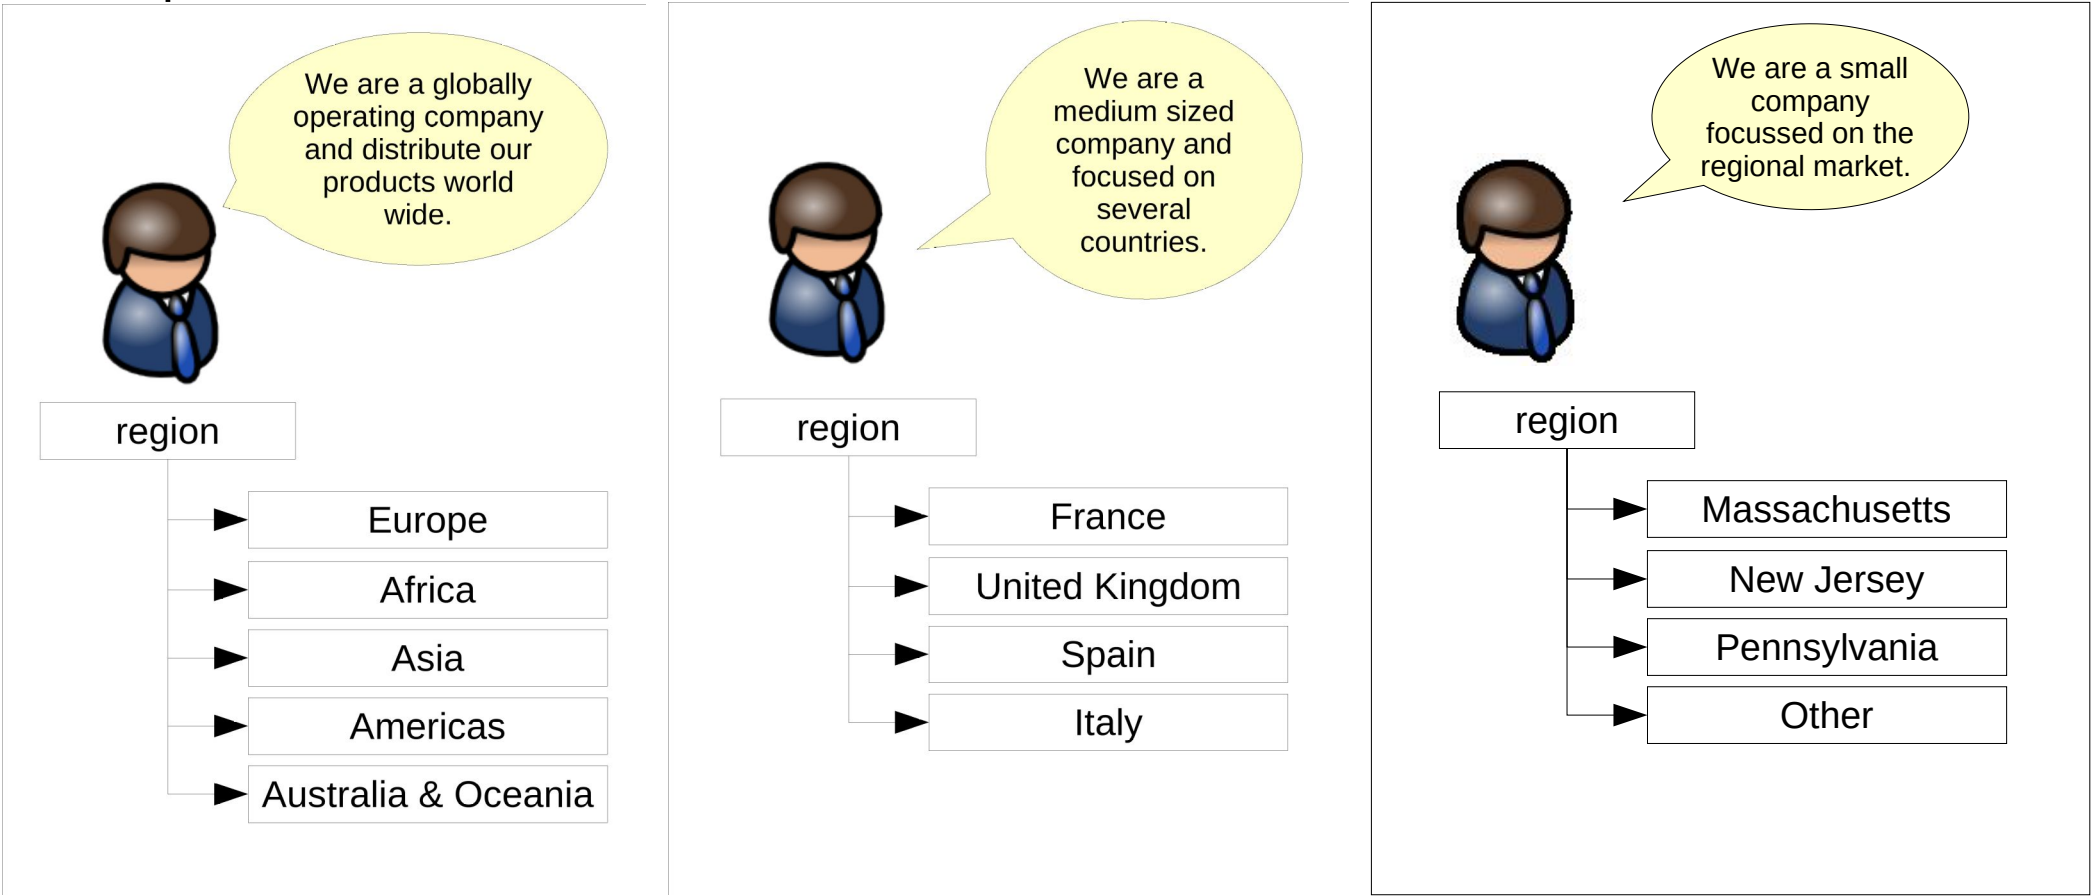 We are a globally
operating company
and distribute our
products world
wide.
region
Europe
Africa
Asia
Americas
Australia & Oceania
We are a
medium sized
company and
focused on
several
countries.
region
France
United Kingdom
Spain
Italy
We are a small
company
focussed on the
regional market.
region
Massachusetts
New Jersey
Pennsylvania
Other